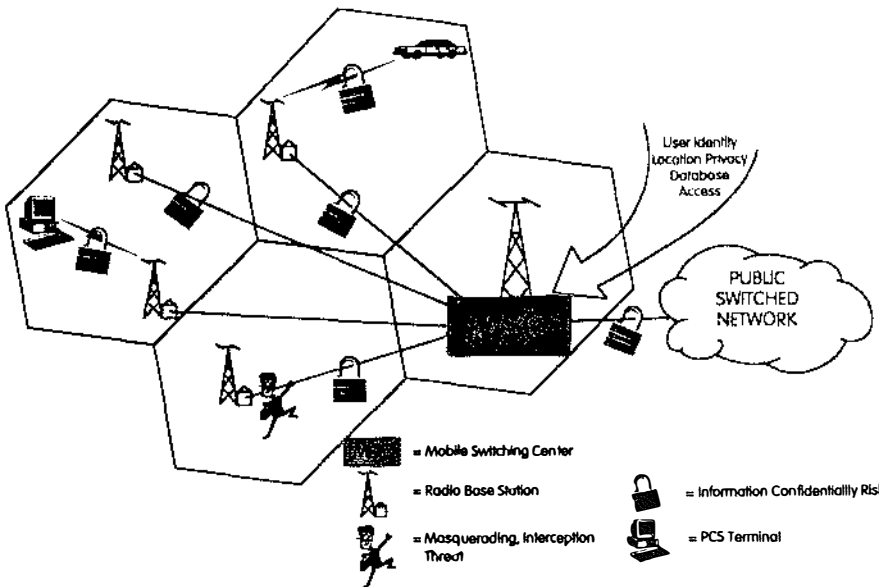 User Identity
Location Privacy
Database
Access
PUBLIC
SWITCHED
NETWORK
= Mobile Switching Center
= Radio Base Station
= Information Confidentiality Risk
= Masquerading, Interception
Threat
= PCS Terminal